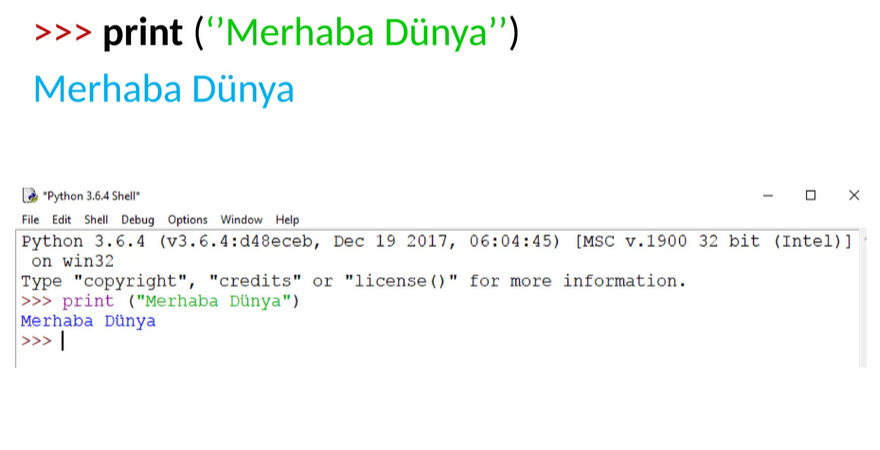 >>> print (‘’Merhaba Dünya’’)
Merhaba Dünya
*Python 3.6.4 Shell*
File Edit Shell Debug Options Window Help
Python 3.6.4 (v3.6.4:d48eceb, Dec 19 2017, 06:04:45) [MSC v.1900 32 bit (Intel)]
on win32
Type "copyright", "credits" or "license()" for more information.
>>> print ("Merhaba Dünya")
Merhaba Dünya
>>>